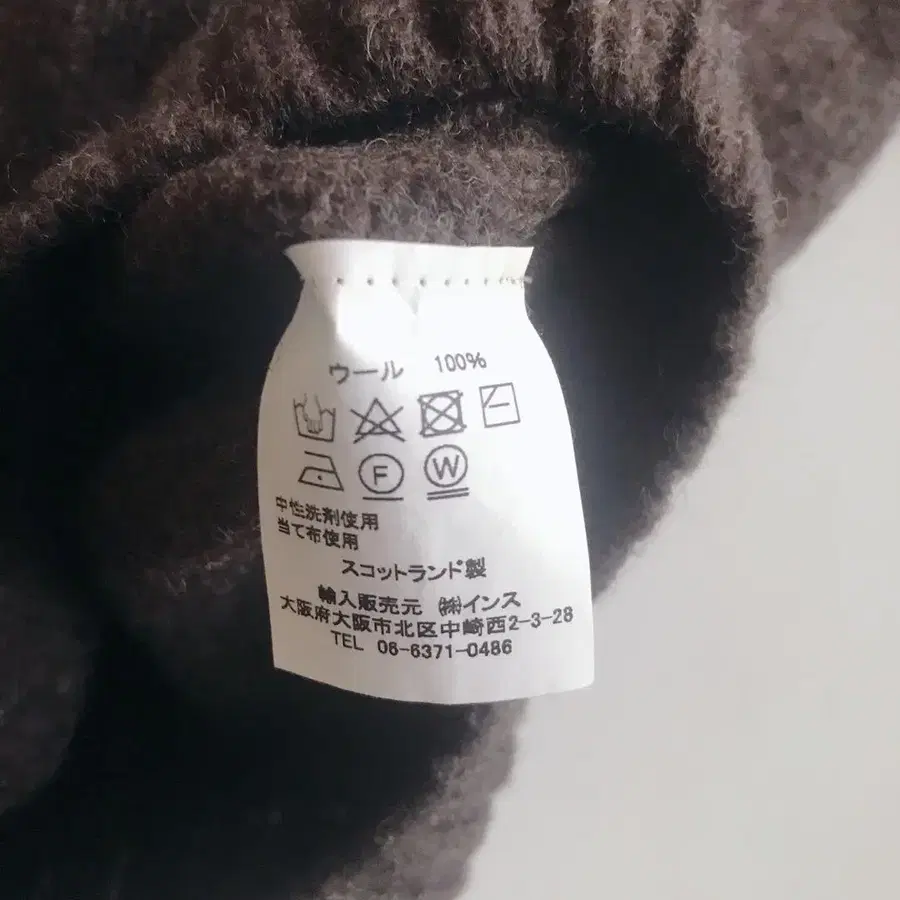 ウール 100%
F W
中性洗剤使用
当て布使用
スコットランド製
輸入販売元 ㈱インス
大阪府大阪市北区中崎西2-3-28
TEL 06-6371-0486